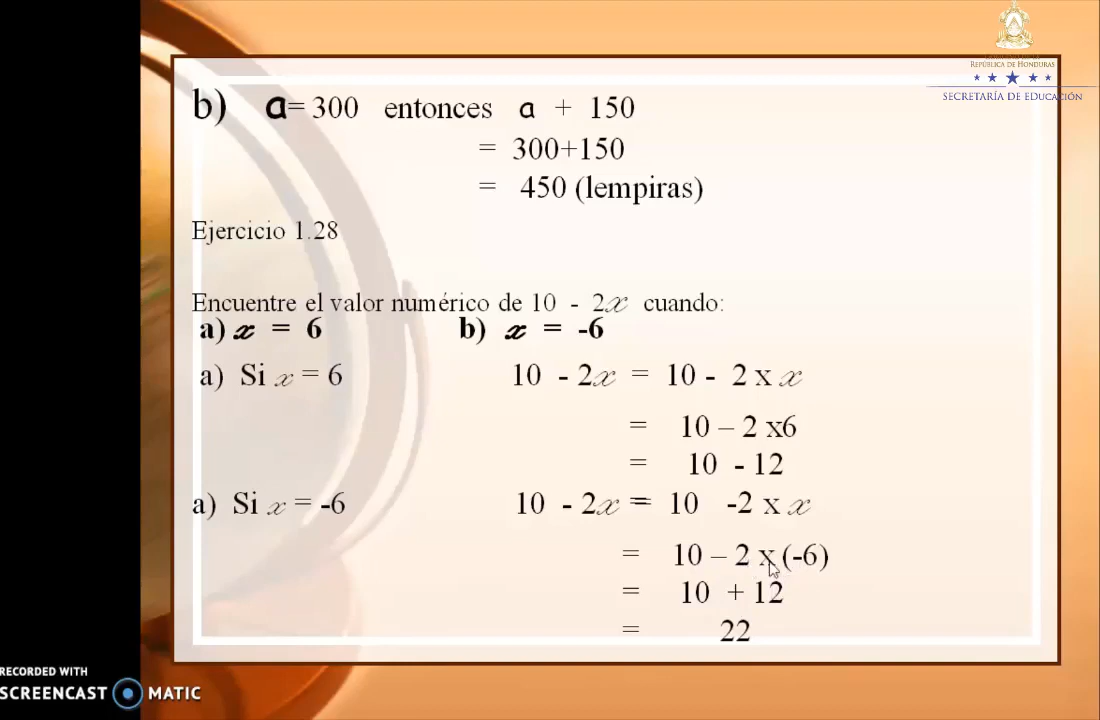 REPÚBLICA DE HONDURAS
SECRETARÍA DE EDUCACIÓN
b) a= 300 entonces a + 150
= 300+150
= 450 (lempiras)
Ejercicio 1.28
Encuentre el valor numérico de 10 - 2x cuando:
a) x = 6 b) x = -6
a) Si x = 6 10 - 2x = 10 - 2 x x
= 10 – 2 x6
= 10 - 12
a) Si x = -6 10 - 2x = 10 -2 x x
= 10 – 2 x (-6)
= 10 + 12
= 22
RECORDED WITH
SCREENCAST MATIC